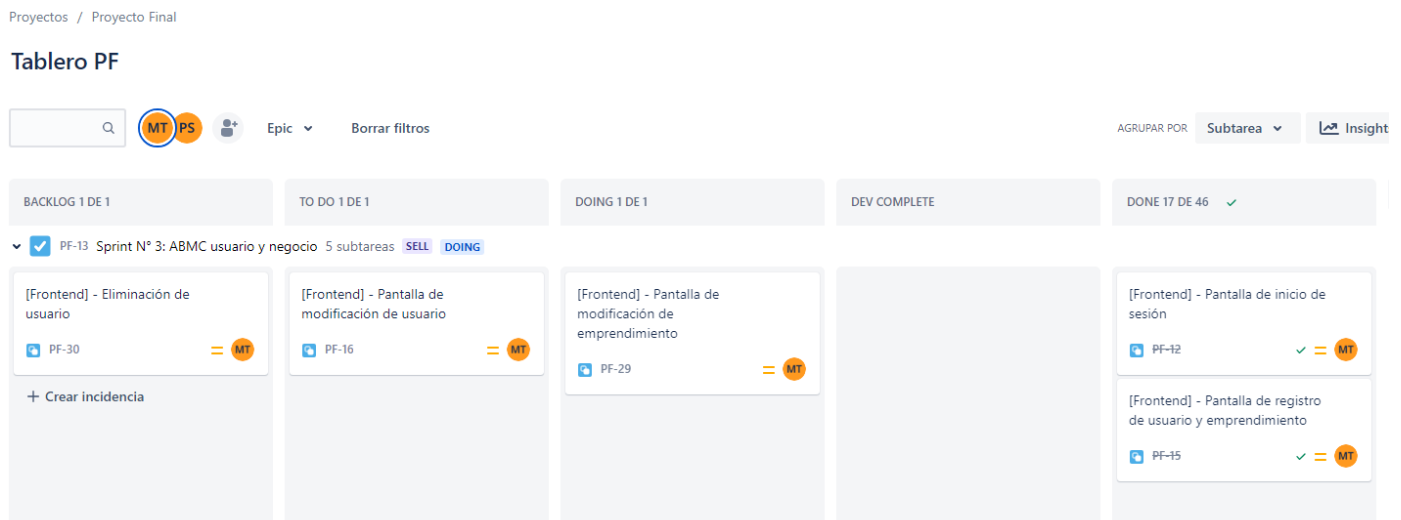 Proyectos / Proyecto Final
Tablero PF
MT PS Epic Borrar filtros AGRUPAR POR Subtarea Insight
BACKLOG 1 DE 1 TO DO 1 DE 1 DOING 1 DE 1 DEV COMPLETE DONE 17 DE 46
PF-13 Sprint N° 3: ABMC usuario y negocio 5 subtareas SELL DOING
[Frontend] - Eliminación de
usuario
PF-30 MT
+ Crear incidencia
[Frontend] - Pantalla de
modificación de usuario
PF-16 MT
[Frontend] - Pantalla de
modificación de
emprendimiento
PF-29 MT
[Frontend] - Pantalla de inicio de
sesión
PF-12 MT
[Frontend] - Pantalla de registro
de usuario y emprendimiento
PF-15 MT